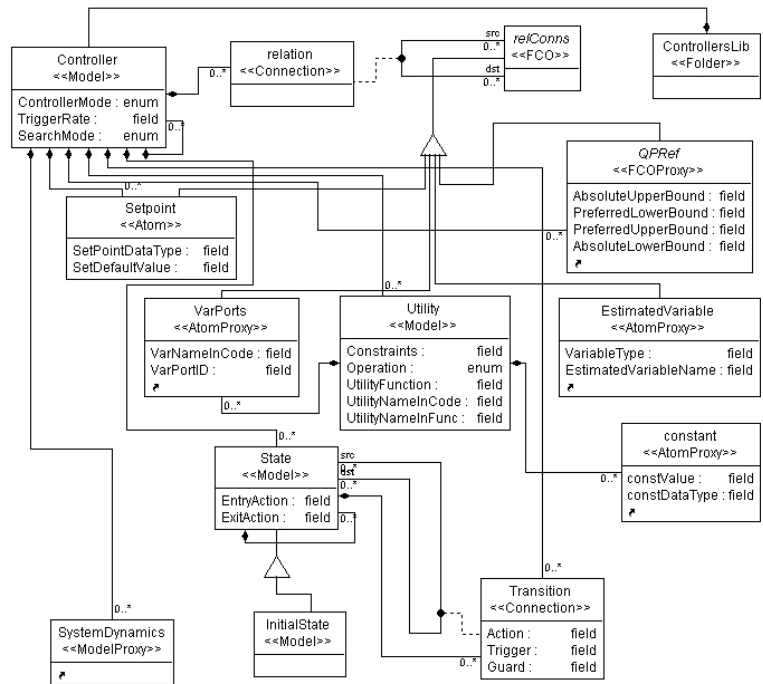 Controller
<<Model>>
ControllerMode : enum
TriggerRate : field
SearchMode : enum
0..*
0..*
relation
<<Connection>>
src
0..*
dst
0..*
relConns
<<FCO>>
ControllersLib
<<Folder>>
0..*
Setpoint
<<Atom>>
SetPointDataType : field
SetDefaultValue : field
QPRef
<<FCOProxy>>
AbsoluteUpperBound : field
PreferredLowerBound : field
PreferredUpperBound : field
AbsoluteLowerBound : field
0..*
0..*
VarPorts
<<AtomProxy>>
VarNameInCode : field
VarPortID : field
0..*
Utility
<<Model>>
Constraints : field
Operation : enum
UtilityFunction : field
UtilityNameInCode : field
UtilityNameInFunc : field
EstimatedVariable
<<AtomProxy>>
VariableType : field
EstimatedVariableName : field
constant
<<AtomProxy>>
constValue : field
constDataType : field
0..*
0..*
State
<<Model>>
EntryAction : field
ExitAction : field
src
0..*
dst
0..*
0..*
InitialState
<<Model>>
0..*
SystemDynamics
<<ModelProxy>>
0..*
Transition
<<Connection>>
Action : field
Trigger : field
Guard : field
0..*